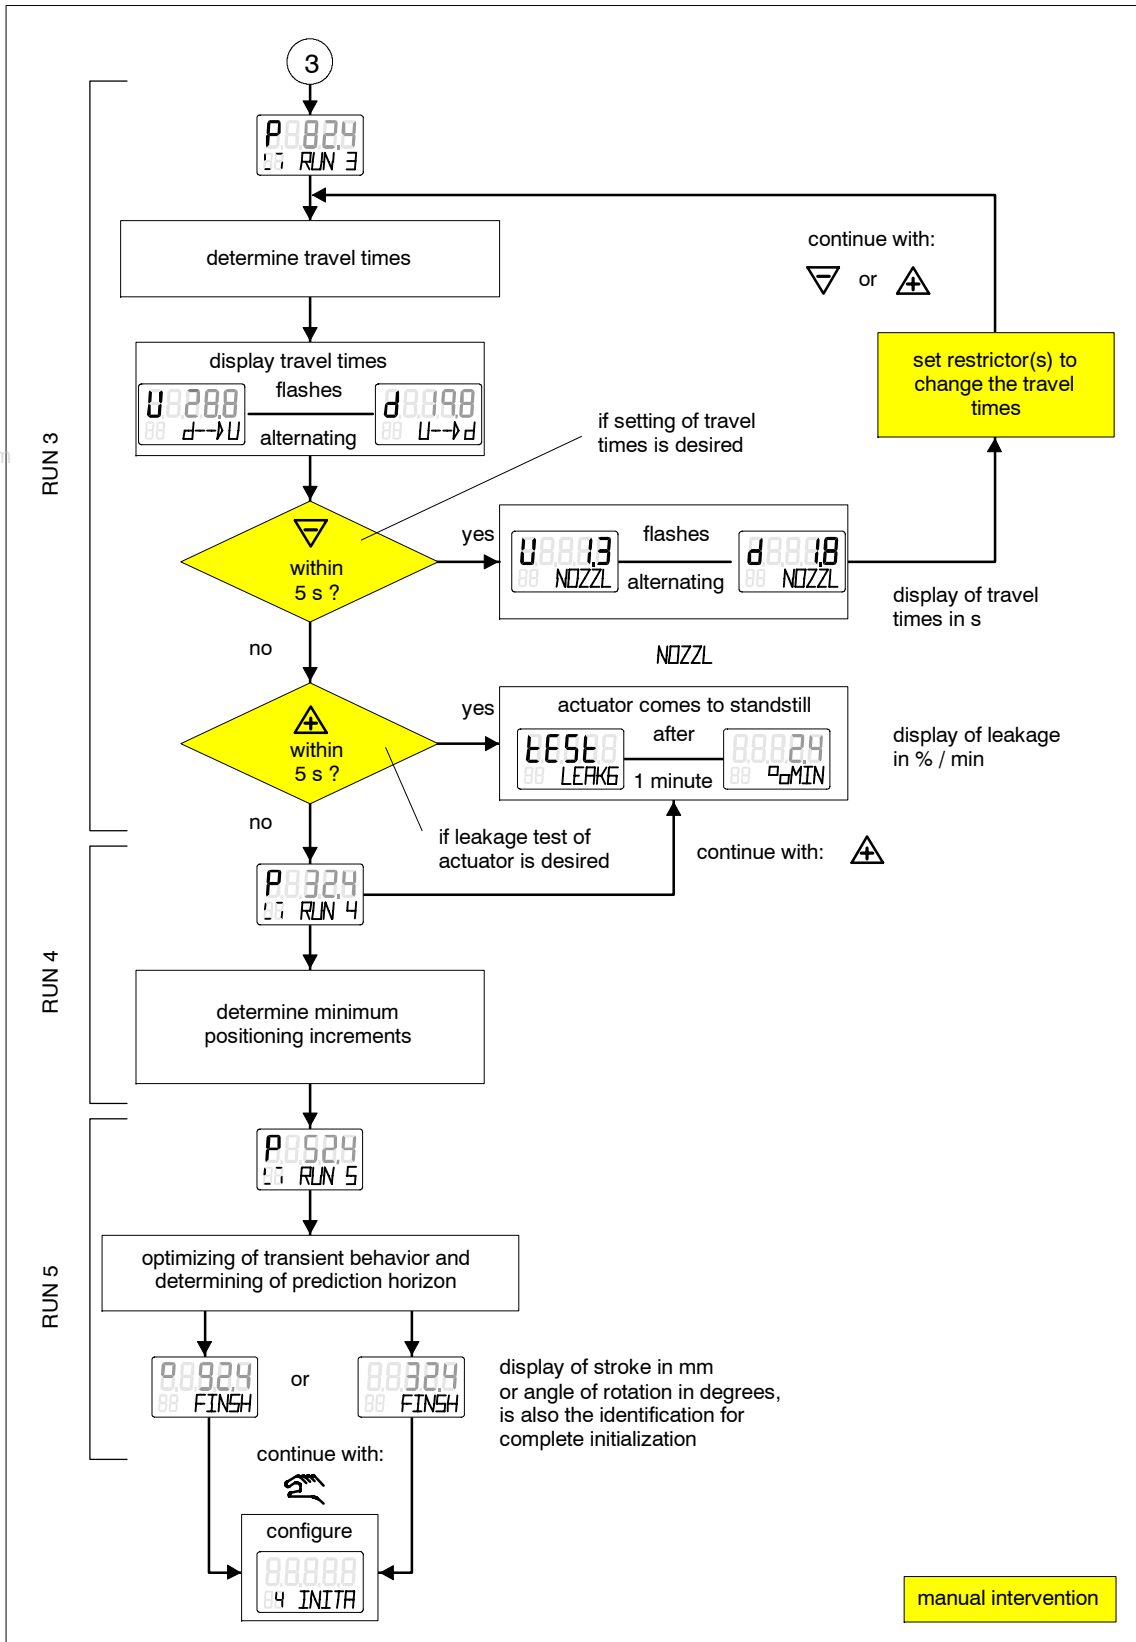 3
P 82.4
RUN 3
determine travel times
continue with:
or
set restrictor(s) to
change the travel
times
display travel times
flashes
alternating
U 28.8
d-->U
d 19.8
U-->d
if setting of travel
times is desired
RUN 3
within
5 s ?
yes
U 1.3
NOZZL
flashes
alternating
d 1.8
NOZZL
display of travel
times in s
no
NOZZL
within
5 s ?
yes
actuator comes to standstill
after
1 minute
tESt
LEAKG
2.4
%MIN
display of leakage
in % / min
no
if leakage test of
actuator is desired
continue with:
P 32.4
RUN 4
RUN 4
determine minimum
positioning increments
P 52.4
RUN 5
RUN 5
optimizing of transient behavior and
determining of prediction horizon
° 92.4
FINSH
or
32.4
FINSH
display of stroke in mm
or angle of rotation in degrees,
is also the identification for
complete initialization
continue with:
configure
4 INITA
manual intervention